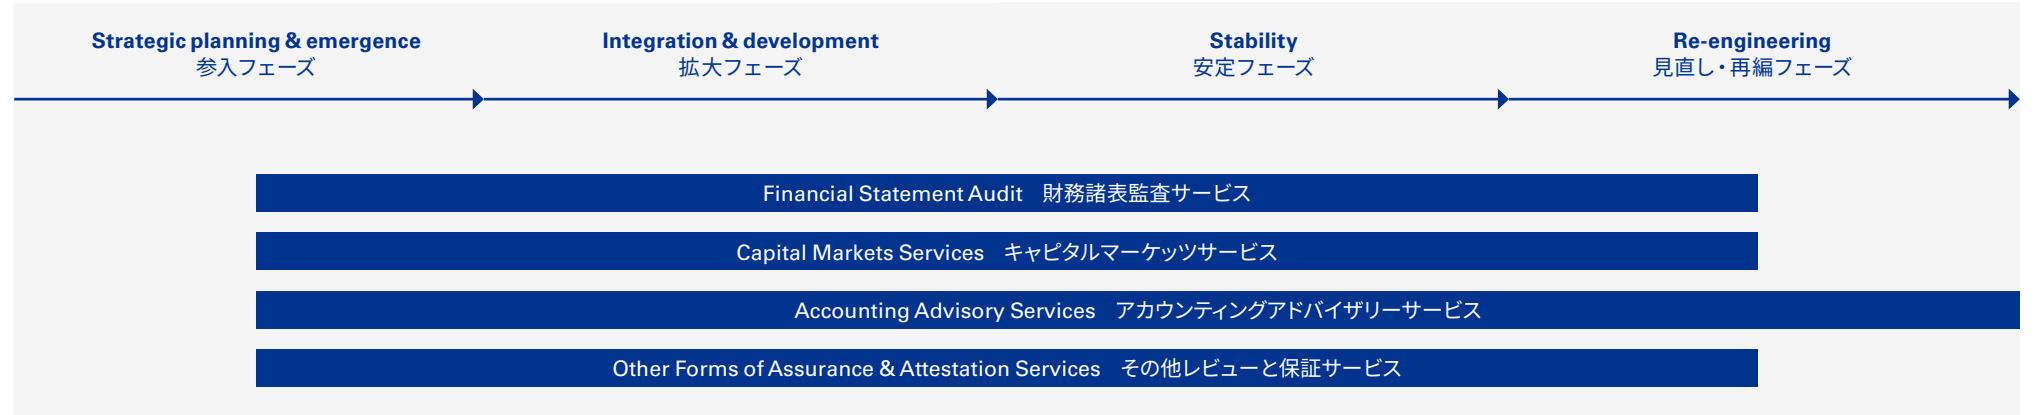 Strategic planning & emergence
参入フェーズ
Integration & development
拡大フェーズ
Stability
安定フェーズ
Re-engineering
見直し・再編フェーズ
Financial Statement Audit　財務諸表監査サービス
Capital Markets Services　キャピタルマーケッツサービス
Accounting Advisory Services　アカウンティングアドバイザリーサービス
Other Forms of Assurance & Attestation Services　その他レビューと保証サービス